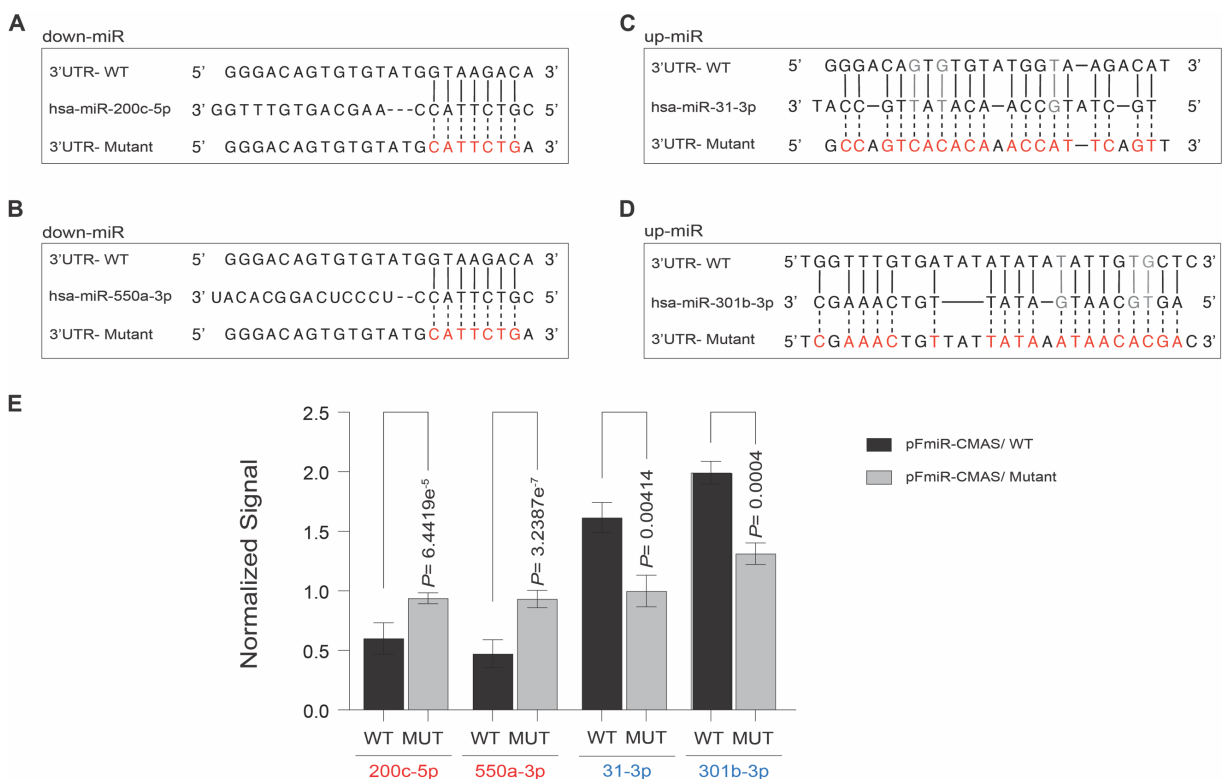 A
down-miR
3'UTR- WT 5' GGGACAGTGTGTATGGTAAGACA 3'
hsa-miR-200c-5p 3' GGTTTGTGACGAA---CCATTCTGC 5'
3'UTR- Mutant 5' GGGACAGTGTGTATGCATTCTGA 3'
B
down-miR
3'UTR- WT 5' GGGACAGTGTGTATGGTAAGACA 3'
hsa-miR-550a-3p 3' UACACGGACUCCCU--CCATTCTGC 5'
3'UTR- Mutant 5' GGGACAGTGTGTATGCATTCTGA 3'
C
up-miR
3'UTR- WT 5' GGGACAGTGTGTATGGTA–AGACAT 3'
hsa-miR-31-3p 3' TACC–GTTATACA–ACCGTATC–GT 5'
3'UTR- Mutant 5' GCCAGTCACACAAACCAT–TCAGTT 3'
D
up-miR
3'UTR- WT 5'TGGTTTGTGATATATATATATATTGTGCTC3'
hsa-miR-301b-3p 3' CGAAACTGT—TATA–GTAACGTGA 5'
3'UTR- Mutant 5'TCGAAACTGTTATTATAAATAACACGAC3'
E
Normalized Signal
2.5
2.0
1.5
1.0
0.5
0.0
P= 6.4419e-5
P= 3.2387e-7
P= 0.00414
P= 0.0004
pFmiR-CMAS/ WT
pFmiR-CMAS/ Mutant
WT MUT WT MUT WT MUT WT MUT
200c-5p 550a-3p 31-3p 301b-3p